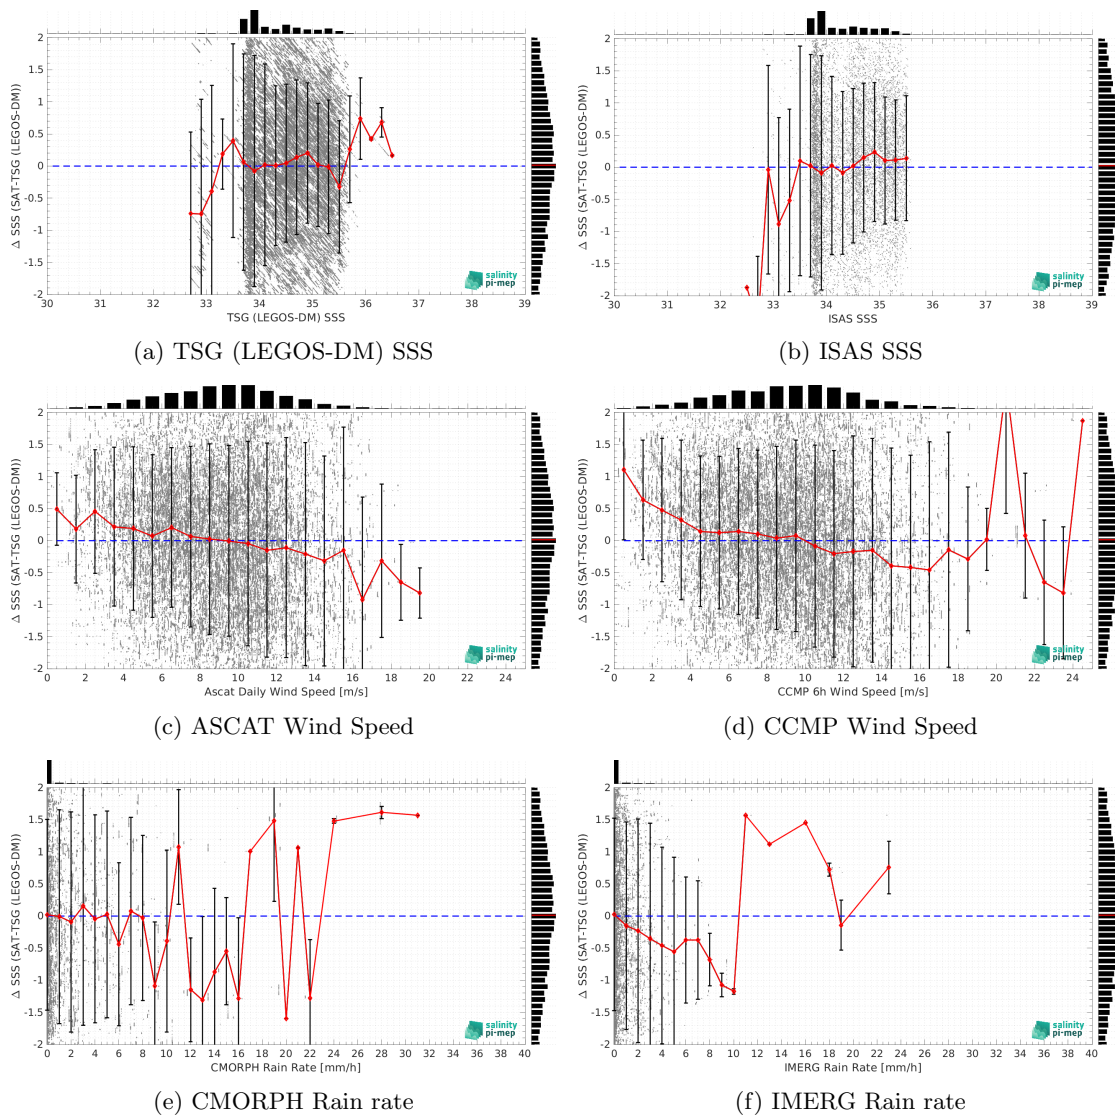 2
1.5
1
0.5
0
-0.5
-1
-1.5
-2
Δ SSS (SAT-TSG (LEGOS-DM))
30 31 32 33 34 35 36 37 38 39
TSG (LEGOS-DM) SSS
salinity
pi-mep
(a) TSG (LEGOS-DM) SSS
2
1.5
1
0.5
0
-0.5
-1
-1.5
-2
Δ SSS (SAT-TSG (LEGOS-DM))
30 31 32 33 34 35 36 37 38 39
ISAS SSS
salinity
pi-mep
(b) ISAS SSS
2
1.5
1
0.5
0
-0.5
-1
-1.5
-2
Δ SSS (SAT-TSG (LEGOS-DM))
0 2 4 6 8 10 12 14 16 18 20 22 24
Ascat Daily Wind Speed [m/s]
salinity
pi-mep
(c) ASCAT Wind Speed
2
1.5
1
0.5
0
-0.5
-1
-1.5
-2
Δ SSS (SAT-TSG (LEGOS-DM))
0 2 4 6 8 10 12 14 16 18 20 22 24
CCMP 6h Wind Speed [m/s]
salinity
pi-mep
(d) CCMP Wind Speed
2
1.5
1
0.5
0
-0.5
-1
-1.5
-2
Δ SSS (SAT-TSG (LEGOS-DM))
0 2 4 6 8 10 12 14 16 18 20 22 24 26 28 30 32 34 36 38 40
CMORPH Rain Rate [mm/h]
salinity
pi-mep
(e) CMORPH Rain rate
2
1.5
1
0.5
0
-0.5
-1
-1.5
-2
Δ SSS (SAT-TSG (LEGOS-DM))
0 2 4 6 8 10 12 14 16 18 20 22 24 26 28 30 32 34 36 38 40
IMERG Rain Rate [mm/h]
salinity
pi-mep
(f) IMERG Rain rate